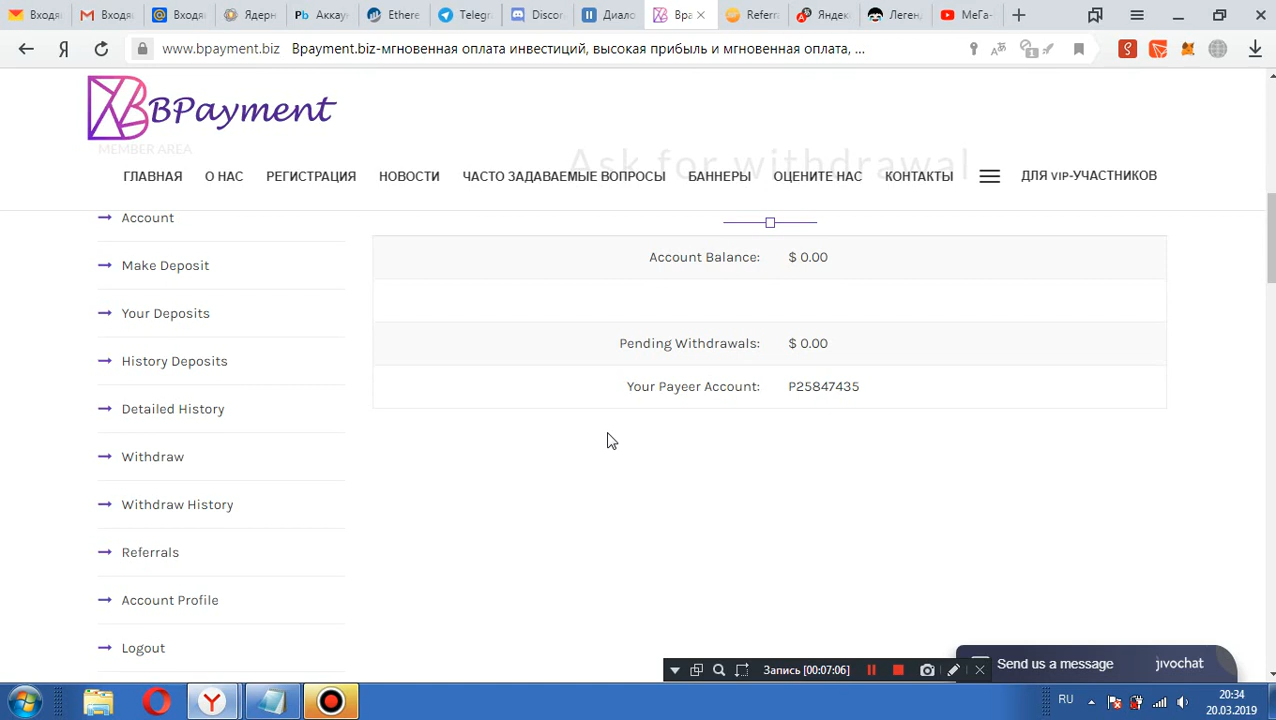 Входя
Входя
Входя
Ядерн
Аккау
Ethere
Telegr
Discor
Диало
Bpa
Referra
Яндек
Леген,
МеГа-
www.bpayment.biz Bpayment.biz-мгновенная оплата инвестиций, высокая прибыль и мгновенная оплата, ...
BPayment
MEMBER AREA
Ask for withdrawal
ГЛАВНАЯ О НАС РЕГИСТРАЦИЯ НОВОСТИ ЧАСТО ЗАДАВАЕМЫЕ ВОПРОСЫ БАННЕРЫ ОЦЕНИТЕ НАС КОНТАКТЫ ДЛЯ VIP-УЧАСТНИКОВ
Account
Make Deposit
Your Deposits
History Deposits
Detailed History
Withdraw
Withdraw History
Referrals
Account Profile
Logout
Account Balance: $ 0.00
Pending Withdrawals: $ 0.00
Your Payeer Account: P25847435
Send us a message jivochat
Запись [00:07:06]
RU
20:34
20.03.2019